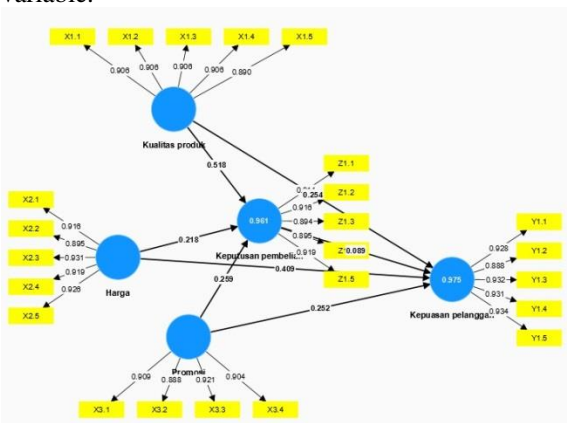 variable.
X1.1 X1.2 X1.3 X1.4 X1.5
0.906 0.906 0.906 0.906 0.890
Kualitas produk
0.518
0.254
X2.1
X2.2
X2.3
X2.4
X2.5
0.916
0.895
0.931
0.919
0.926
Harga
0.218
0.409
0.961
Keputusan
Z1.1
Z1.2
Z1.3
Z1.5
0.916
0.894
0.895
0.919
0.089
0.259
0.252
Promosi
0.909 0.888 0.921 0.904
X3.1 X3.2 X3.3 X3.4
0.975
Kepuasan
Y1.1
Y1.2
Y1.3
Y1.4
Y1.5
0.928
0.888
0.932
0.931
0.934